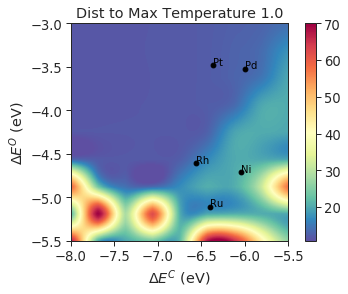 Dist to Max Temperature 1.0
−3.0
−3.5
−4.0
−4.5
−5.0
−5.5
ΔE^O (eV)
Pt
Pd
Rh
Ni
Ru
−8.0 −7.5 −7.0 −6.5 −6.0 −5.5
ΔE^C (eV)
70
60
50
40
30
20